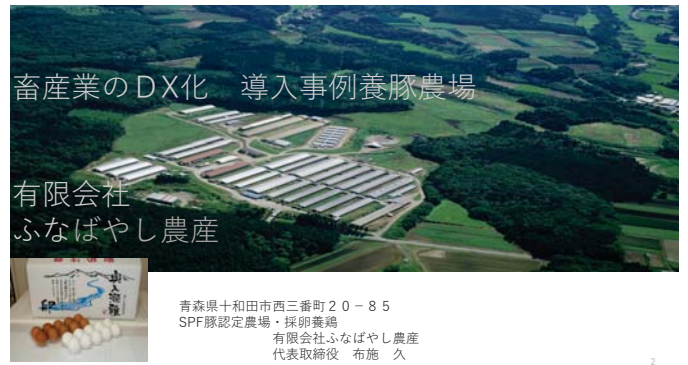 畜産業のDX化　導入事例養豚農場
有限会社
ふなばやし農産
卵
青森県十和田市西三番町２０－８５
SPF豚認定農場・採卵養鶏
有限会社ふなばやし農産
代表取締役　布施　久
2